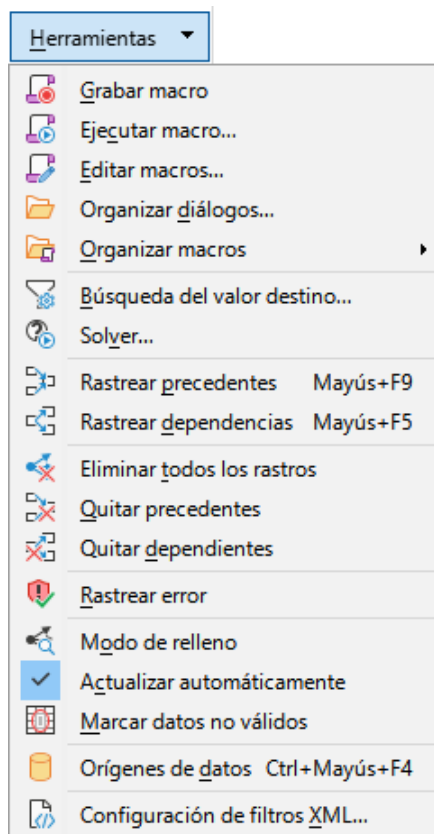 Herramientas
Grabar macro
Ejecutar macro...
Editar macros...
Organizar diálogos...
Organizar macros
Búsqueda del valor destino...
Solver...
Rastrear precedentes Mayús+F9
Rastrear dependencias Mayús+F5
Eliminar todos los rastros
Quitar precedentes
Quitar dependientes
Rastrear error
Modo de relleno
Actualizar automáticamente
Marcar datos no válidos
Orígenes de datos Ctrl+Mayús+F4
Configuración de filtros XML...